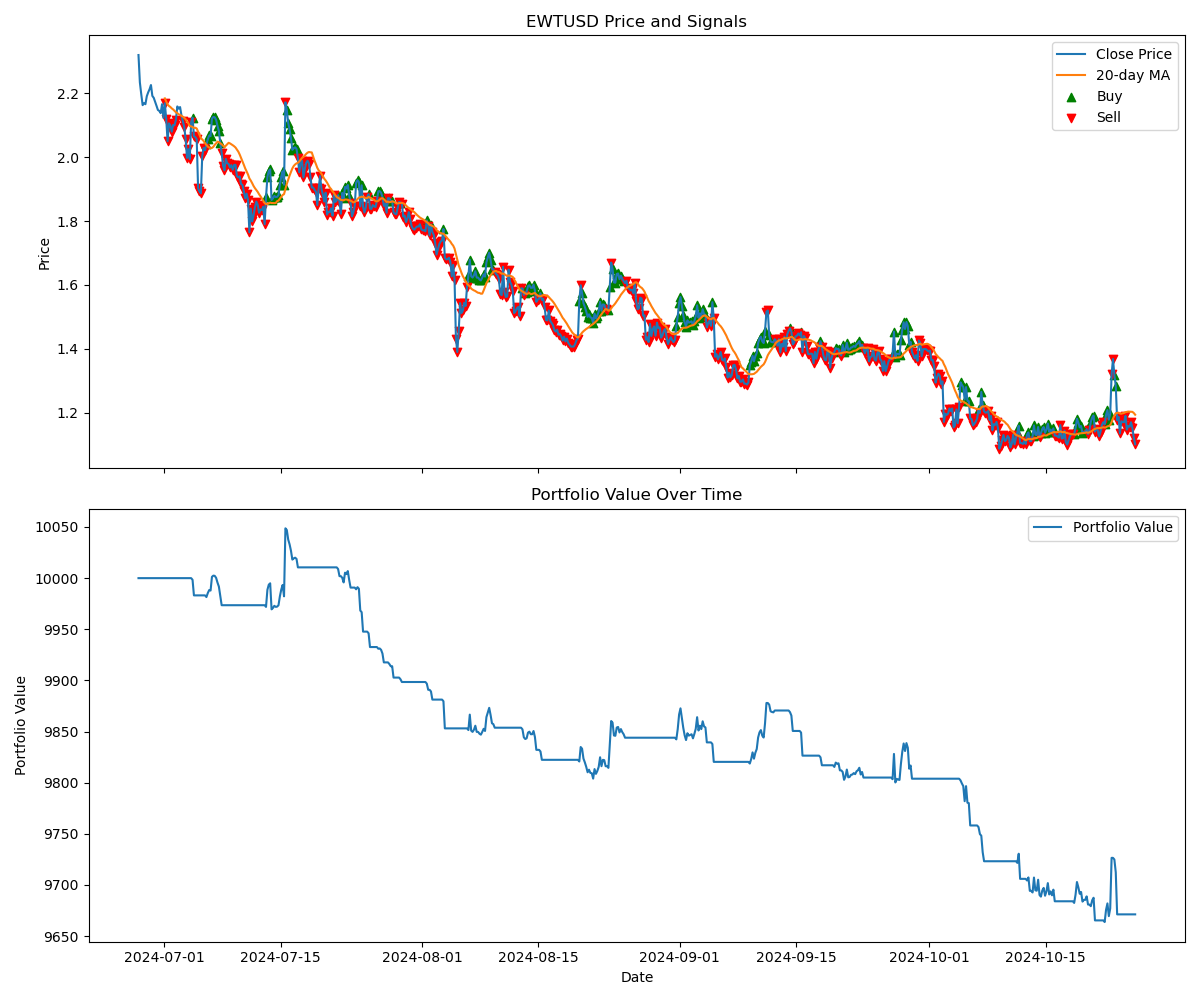 EWTUSD Price and Signals
Close Price
20-day MA
Buy
Sell
Price
2.2
2.0
1.8
1.6
1.4
1.2
Portfolio Value Over Time
Portfolio Value
Portfolio Value
10050
10000
9950
9900
9850
9800
9750
9700
9650
2024-07-01
2024-07-15
2024-08-01
2024-08-15
2024-09-01
2024-09-15
2024-10-01
2024-10-15
Date